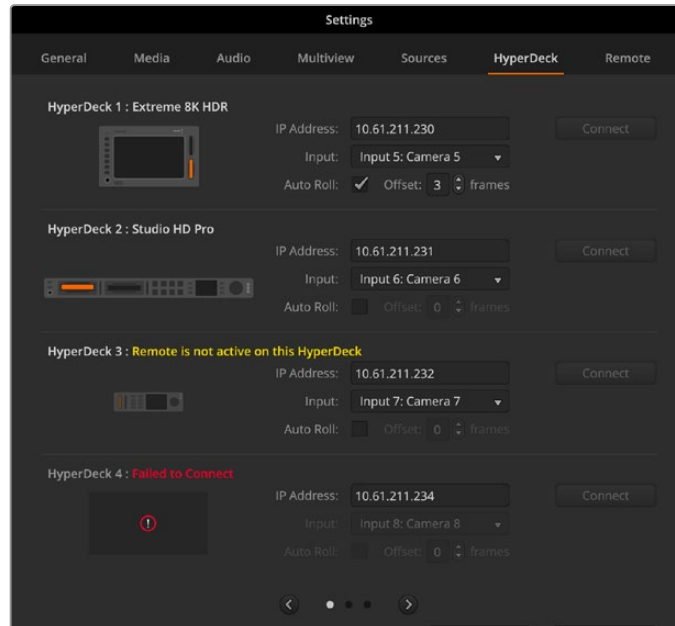 Settings
General Media Audio Multiview Sources HyperDeck Remote
HyperDeck 1 : Extreme 8K HDR
IP Address: 10.61.211.230 Connect
Input: Input 5: Camera 5
Auto Roll: Offset: 3 frames
HyperDeck 2 : Studio HD Pro
IP Address: 10.61.211.231 Connect
Input: Input 6: Camera 6
Auto Roll: Offset: 0 frames
HyperDeck 3 : Remote is not active on this HyperDeck
IP Address: 10.61.211.232 Connect
Input: Input 7: Camera 7
Auto Roll: Offset: 0 frames
HyperDeck 4 : Failed to Connect
IP Address: 10.61.211.234 Connect
Input: Input 8: Camera 8
Auto Roll: Offset: 0 frames